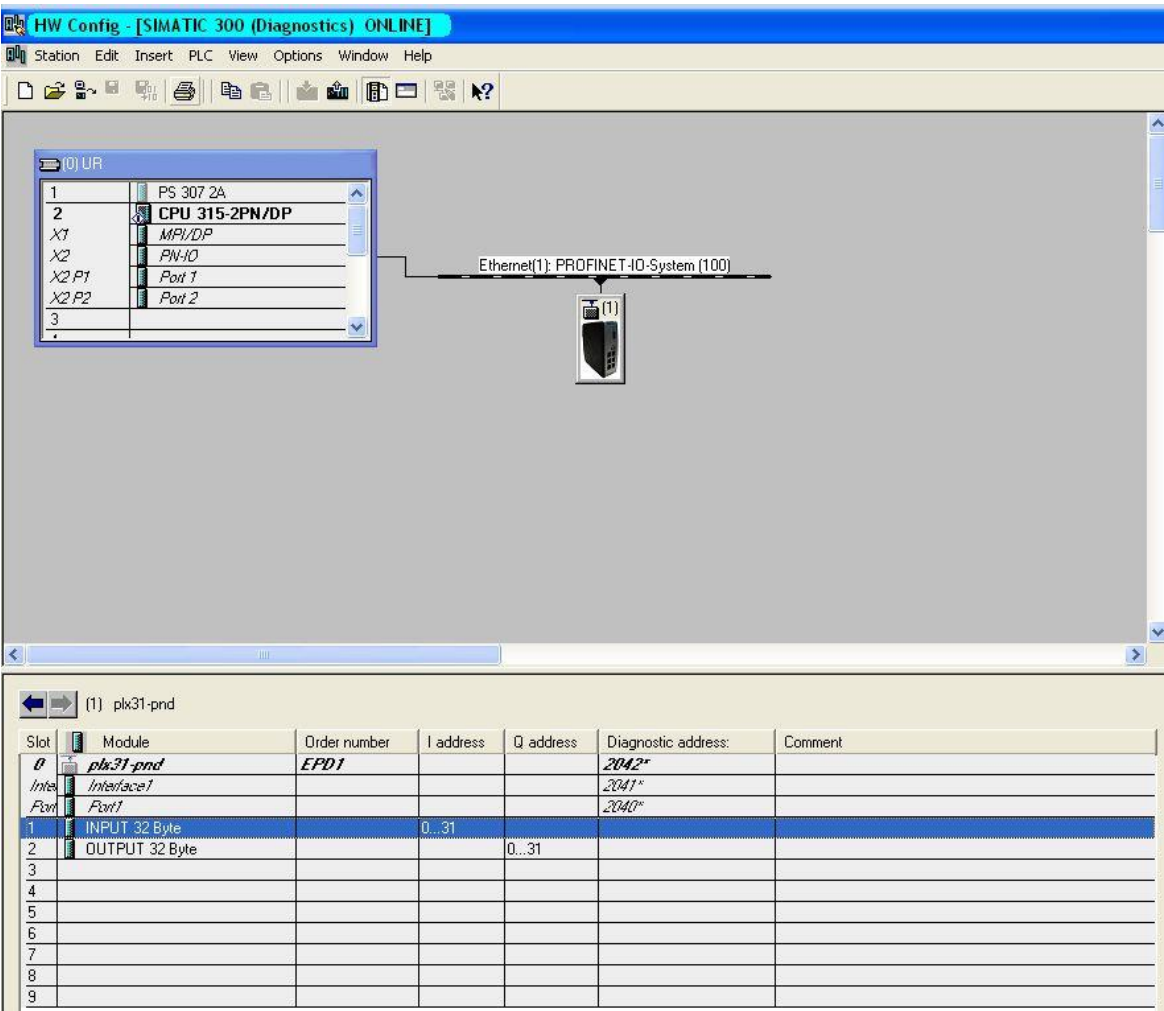 HW Config - [SIMATIC 300 (Diagnostics) ONLINE]
Station Edit Insert PLC View Options Window Help
(0) UR
1 PS 307 2A
2 CPU 315-2PN/DP
X1 MPI/DP
X2 PN-IO
X2 P1 Port 1
X2 P2 Port 2
3
Ethernet(1): PROFINET-IO-System (100)
(1)
(1) plx31-pnd
Slot Module Order number I address Q address Diagnostic address: Comment
0 plx31-pnd EPD1 2042*
Inte Interface1 2041*
Port Port1 2040*
1 INPUT 32 Byte 0...31
2 OUTPUT 32 Byte 0...31
3
4
5
6
7
8
9